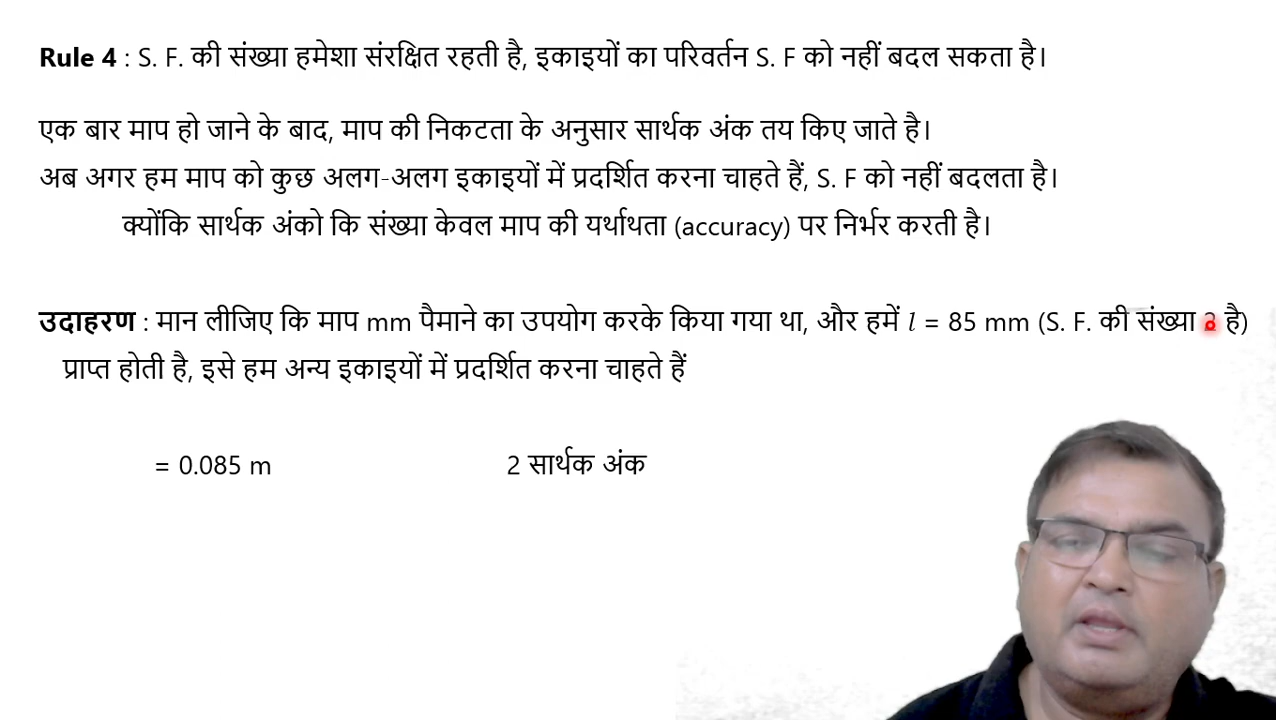 Rule 4 : S. F. की संख्या हमेशा संरक्षित रहती है, इकाइयों का परिवर्तन S. F को नहीं बदल सकता है।
एक बार माप हो जाने के बाद, माप की निकटता के अनुसार सार्थक अंक तय किए जाते है।
अब अगर हम माप को कुछ अलग-अलग इकाइयों में प्रदर्शित करना चाहते हैं, S. F को नहीं बदलता है।
क्योंकि सार्थक अंको कि संख्या केवल माप की यर्थाथता (accuracy) पर निर्भर करती है।
उदाहरण : मान लीजिए कि माप mm पैमाने का उपयोग करके किया गया था, और हमें l = 85 mm (S. F. की संख्या 2 है)
प्राप्त होती है, इसे हम अन्य इकाइयों में प्रदर्शित करना चाहते हैं
= 0.085 m 2 सार्थक अंक